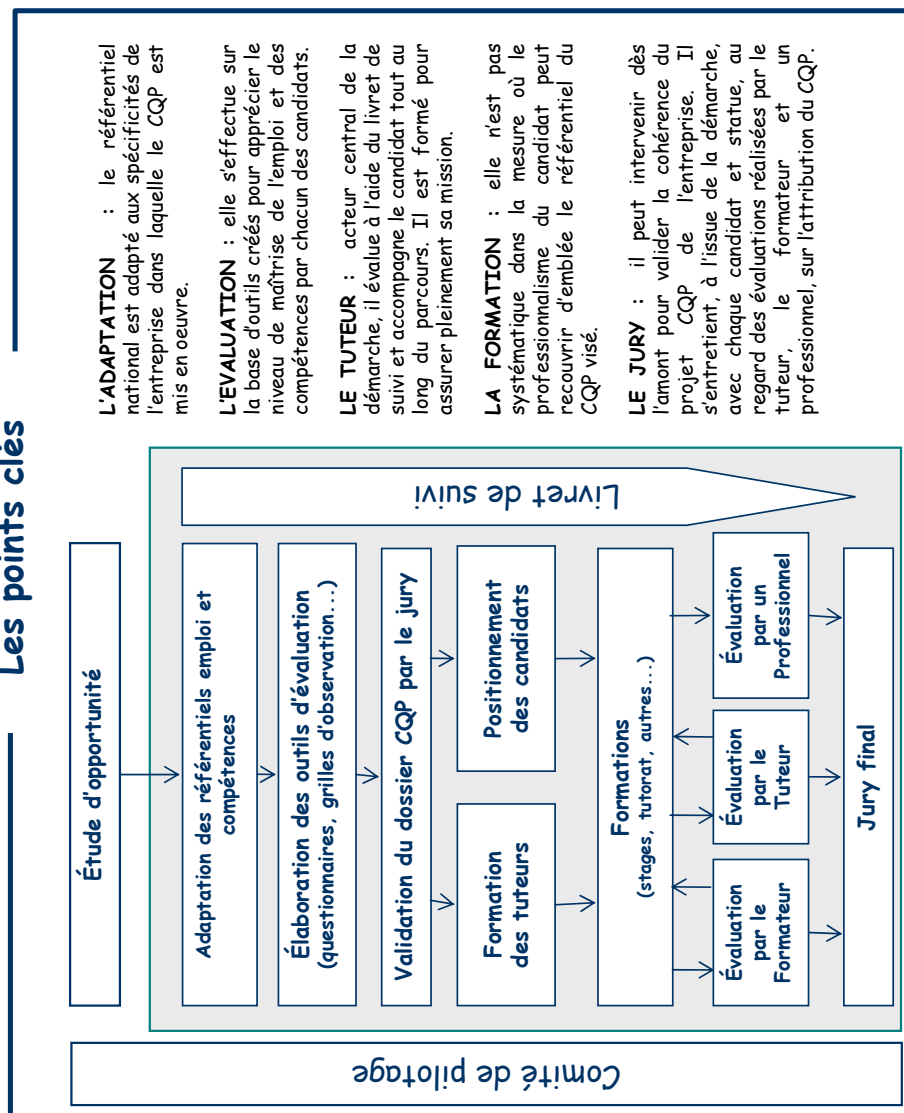 Les points clés
Étude d'opportunité
Adaptation des référentiels emploi et
compétences
Élaboration des outils d'évaluation
(questionnaires, grilles d'observation...)
Validation du dossier CQP par le jury
Formation
des tuteurs
Positionnement
des candidats
Formations
(stages, tutorat, autres...)
Évaluation
par le
Formateur
Évaluation
par le
Tuteur
Évaluation
par un
Professionnel
Jury final
Comité de pilotage
Livret de suivi
L'ADAPTATION : le référentiel
national est adapté aux spécificités de
l'entreprise dans laquelle le CQP est
mis en oeuvre.
L'EVALUATION : elle s'effectue sur
la base d'outils créés pour apprécier le
niveau de maîtrise de l'emploi et des
compétences par chacun des candidats.
LE TUTEUR : acteur central de la
démarche, il évalue à l'aide du livret de
suivi et accompagne le candidat tout au
long du parcours. Il est formé pour
assurer pleinement sa mission.
LA FORMATION : elle n'est pas
systématique dans la mesure où le
professionnalisme du candidat peut
recouvrir d'emblée le référentiel du
CQP visé.
LE JURY : il peut intervenir dès
l'amont pour valider la cohérence du
projet CQP de l'entreprise. Il
s'entretient, à l'issue de la démarche,
avec chaque candidat et statue, au
regard des évaluations réalisées par le
tuteur, le formateur et un
professionnel, sur l'attribution du CQP.